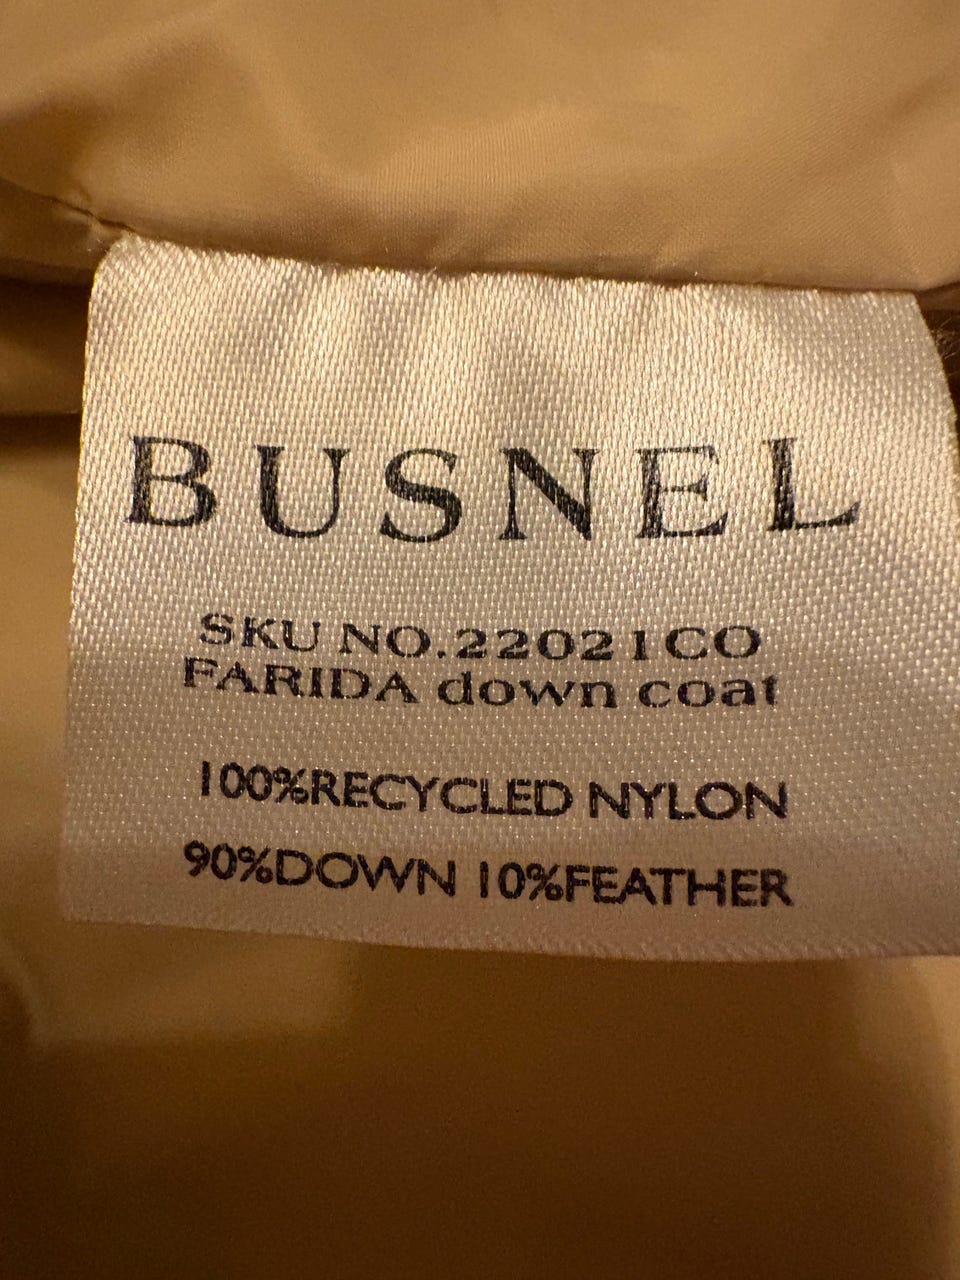 BUSNEL
SKU NO.22021CO
FARIDA down coat
100%RECYCLED NYLON
90%DOWN 10%FEATHER